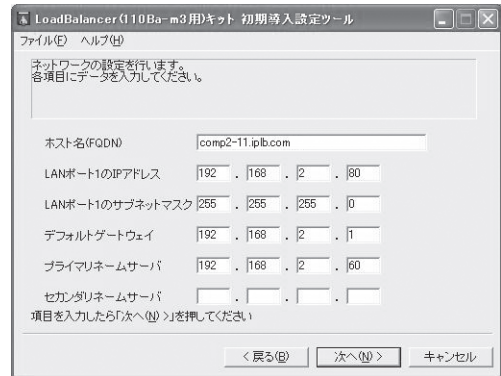 LoadBalancer(110Ba-m3用)キット 初期導入設定ツール
ファイル(F) ヘルプ(H)
ネットワークの設定を行います。
各項目にデータを入力してください。
ホスト名(FQDN) comp2-11.iplb.com
LANポート1のIPアドレス 192 . 168 . 2 . 80
LANポート1のサブネットマスク 255 . 255 . 255 . 0
デフォルトゲートウェイ 192 . 168 . 2 . 1
プライマリネームサーバ 192 . 168 . 2 . 60
セカンダリネームサーバ . . .
項目を入力したら「次へ(N) >」を押してください
< 戻る(B) 次へ(N) > キャンセル